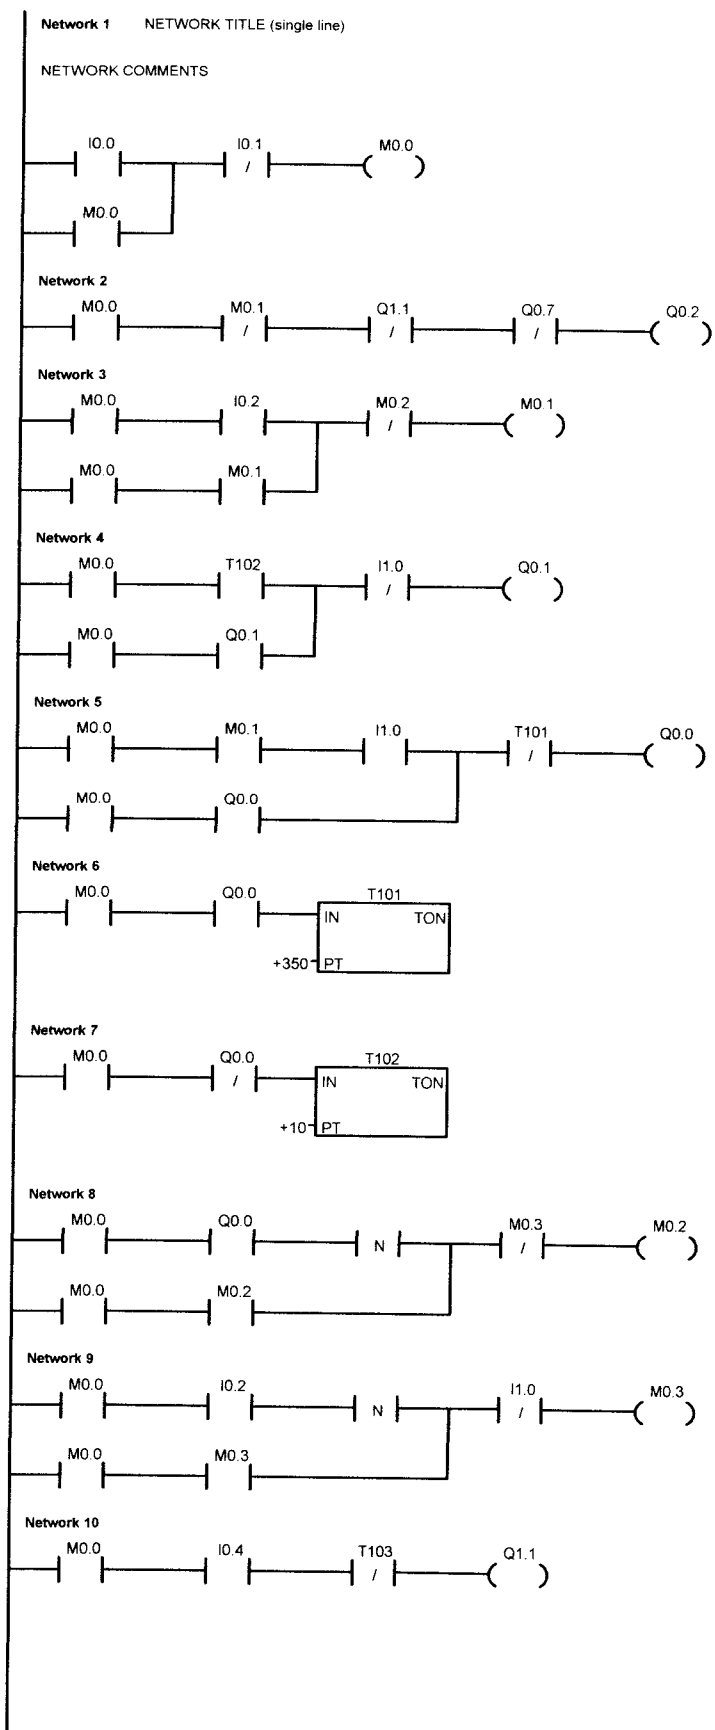 Network 1 NETWORK TITLE (single line)
NETWORK COMMENTS
I0.0 I0.1 M0.0
/
M0.0
Network 2
M0.0 M0.1 Q1.1 Q0.7 Q0.2
/ / /
Network 3
M0.0 I0.2 M0.2 M0.1
/
M0.0 M0.1
Network 4
M0.0 T102 I1.0 Q0.1
/
M0.0 Q0.1
Network 5
M0.0 M0.1 I1.0 T101 Q0.0
/
M0.0 Q0.0
Network 6
M0.0 Q0.0 T101
IN TON
+350 PT
Network 7
M0.0 Q0.0 T102
/ IN TON
+10 PT
Network 8
M0.0 Q0.0 M0.3 M0.2
N /
M0.0 M0.2
Network 9
M0.0 I0.2 I1.0 M0.3
N /
M0.0 M0.3
Network 10
M0.0 I0.4 T103 Q1.1
/